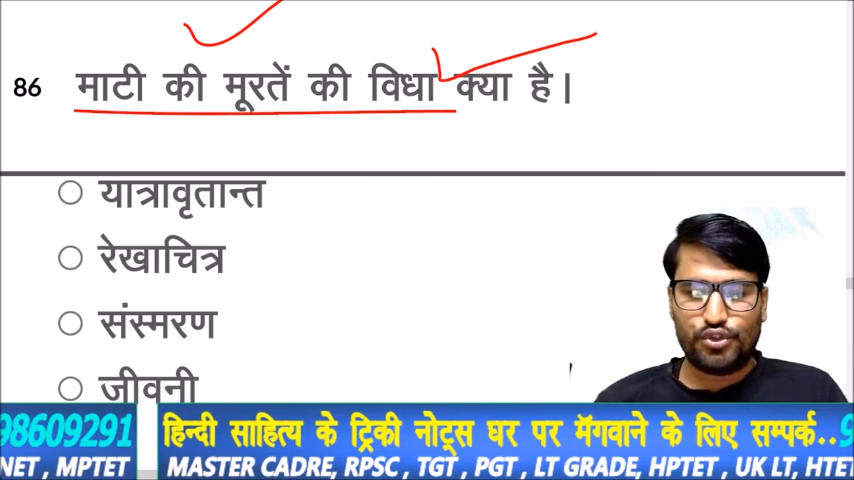 86 माटी की मूरतें की विधा क्या है |
यात्रावृतान्त
रेखाचित्र
संस्मरण
जीवनी
98609291 हिन्दी साहित्य के ट्रिकी नोट्स घर पर मॅगवाने के लिए सम्पर्क..9
NET , MPTET MASTER CADRE, RPSC , TGT , PGT , LT GRADE, HPTET , UK LT, HTET